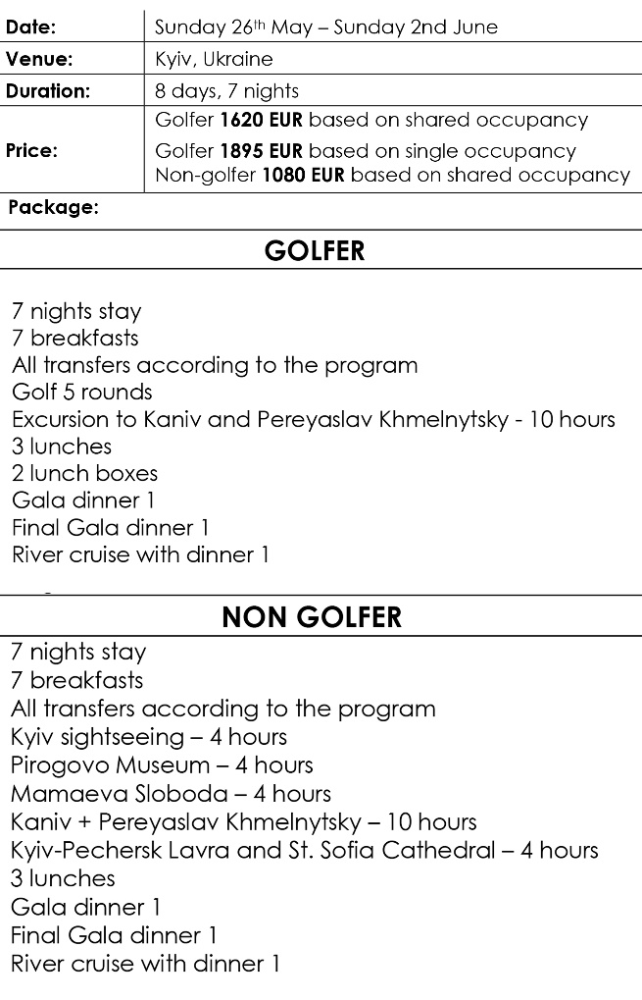 Date: Sunday 26th May – Sunday 2nd June
Venue: Kyiv, Ukraine
Duration: 8 days, 7 nights
Golfer 1620 EUR based on shared occupancy
Price: Golfer 1895 EUR based on single occupancy
Non-golfer 1080 EUR based on shared occupancy
Package:
GOLFER
7 nights stay
7 breakfasts
All transfers according to the program
Golf 5 rounds
Excursion to Kaniv and Pereyaslav Khmelnytsky - 10 hours
3 lunches
2 lunch boxes
Gala dinner 1
Final Gala dinner 1
River cruise with dinner 1
NON GOLFER
7 nights stay
7 breakfasts
All transfers according to the program
Kyiv sightseeing – 4 hours
Pirogovo Museum – 4 hours
Mamaeva Sloboda – 4 hours
Kaniv + Pereyaslav Khmelnytsky – 10 hours
Kyiv-Pechersk Lavra and St. Sofia Cathedral – 4 hours
3 lunches
Gala dinner 1
Final Gala dinner 1
River cruise with dinner 1